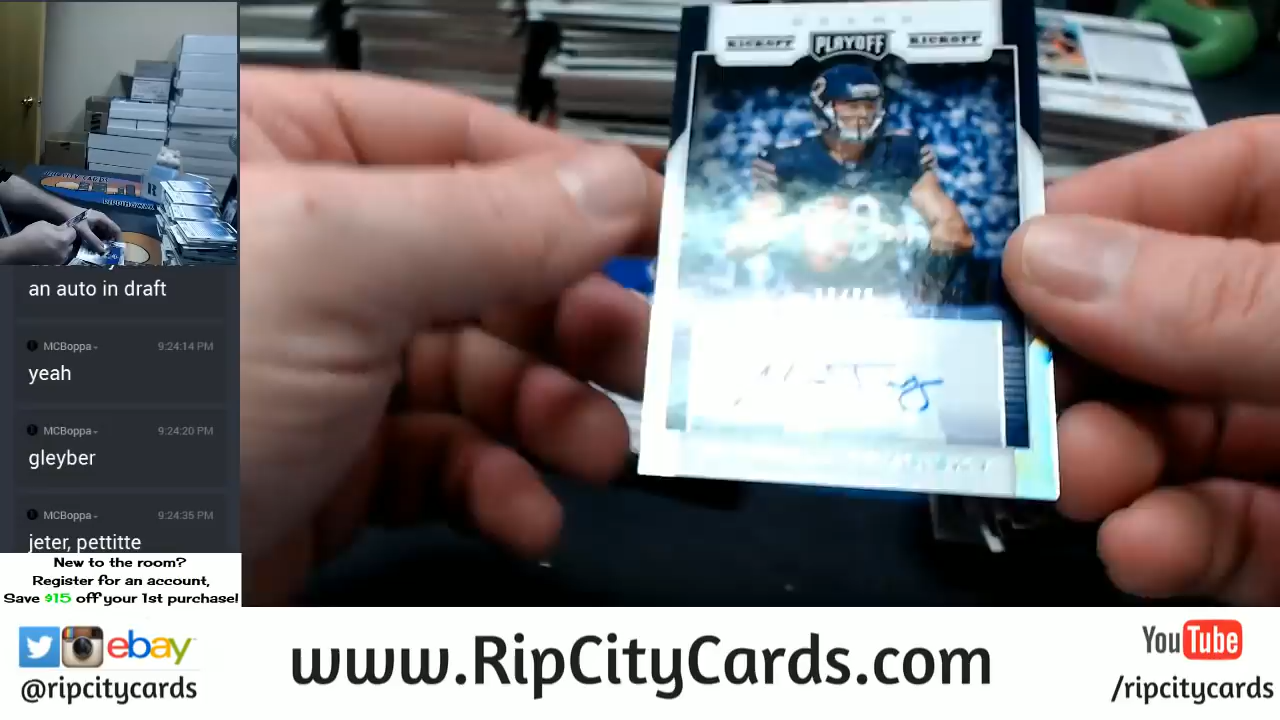 KICKOFF PLAYOFF KICKOFF
an auto in draft
MCBoppa 9:24:14 PM
yeah
MCBoppa 9:24:20 PM
gleyber
MCBoppa 9:24:35 PM
jeter, pettitte
New to the room?
Register for an account,
Save $15 off your 1st purchase!
ebay
@ripcitycards
www.RipCityCards.com
YouTube
/ripcitycards